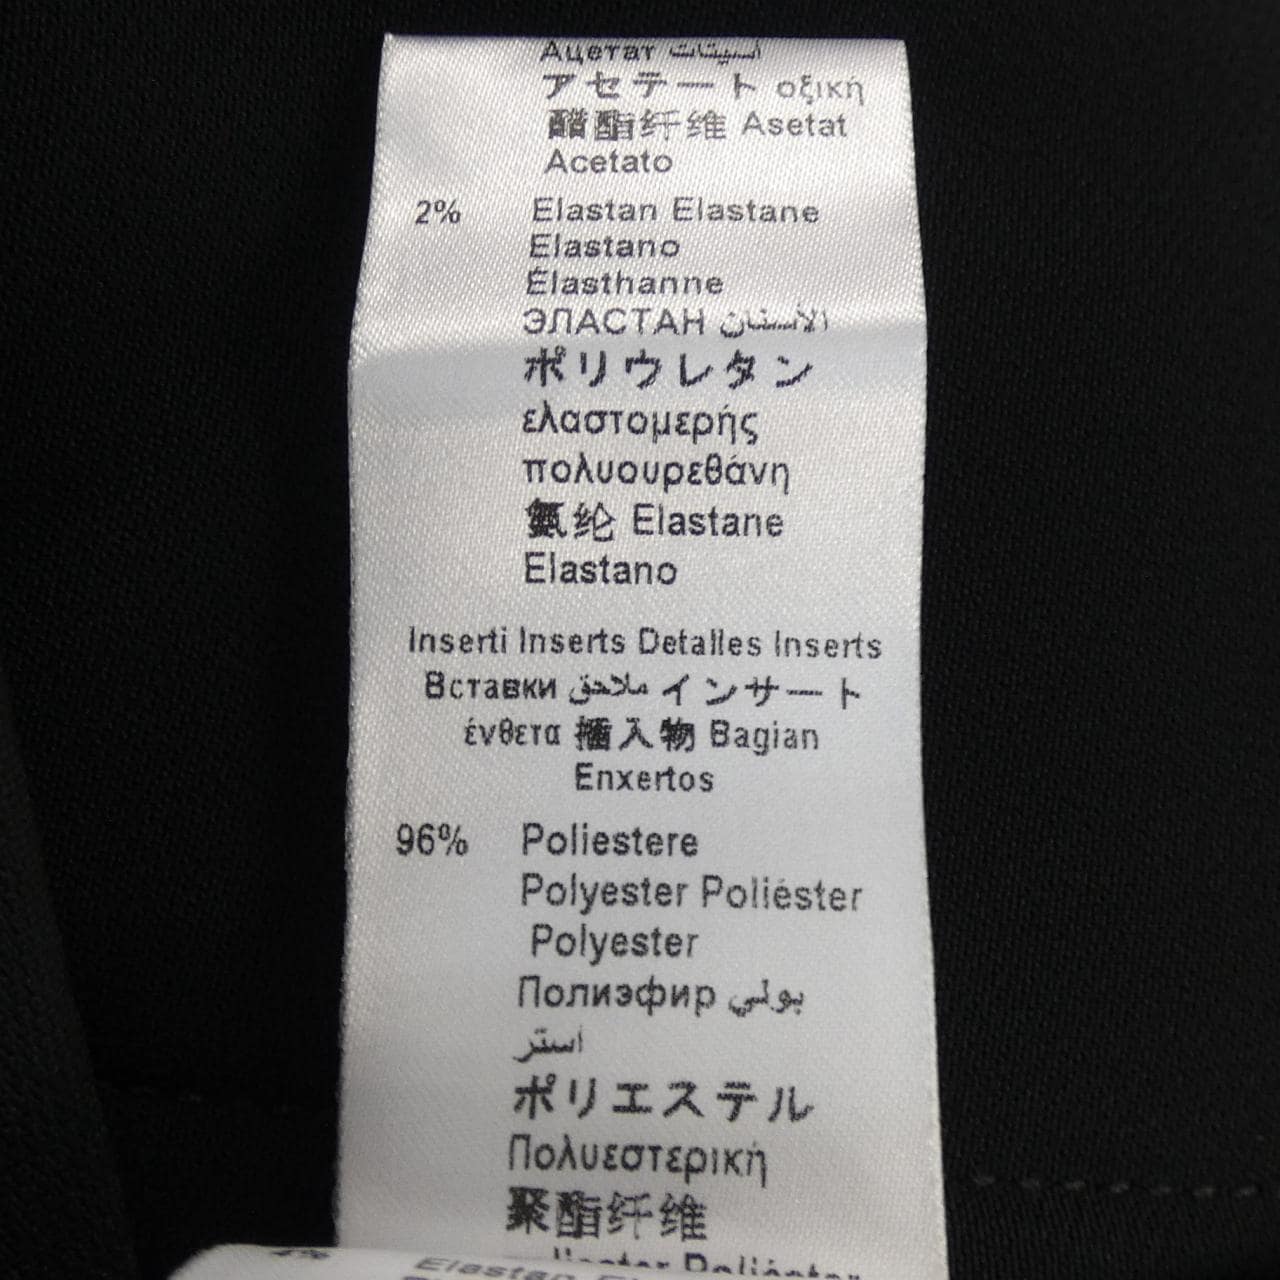 Ацетат أسيتات
アセテート οξική
醋酯纤维 Asetat
Acetato
2% Elastan Elastane
Elastano
Élasthanne
ЭЛАСТАН الأستان
ポリウレタン
ελαστομερής
πολυουρεθάνη
氨纶 Elastane
Elastano
Inserti Inserts Detalles Inserts
Вставки ملاحق インサート
ένθετα 插入物 Bagian
Enxertos
96% Poliestere
Polyester Poliéster
Polyester
Полиэфир بولي
استر
ポリエステル
Πολυεστερική
聚酯纤维
Elastan